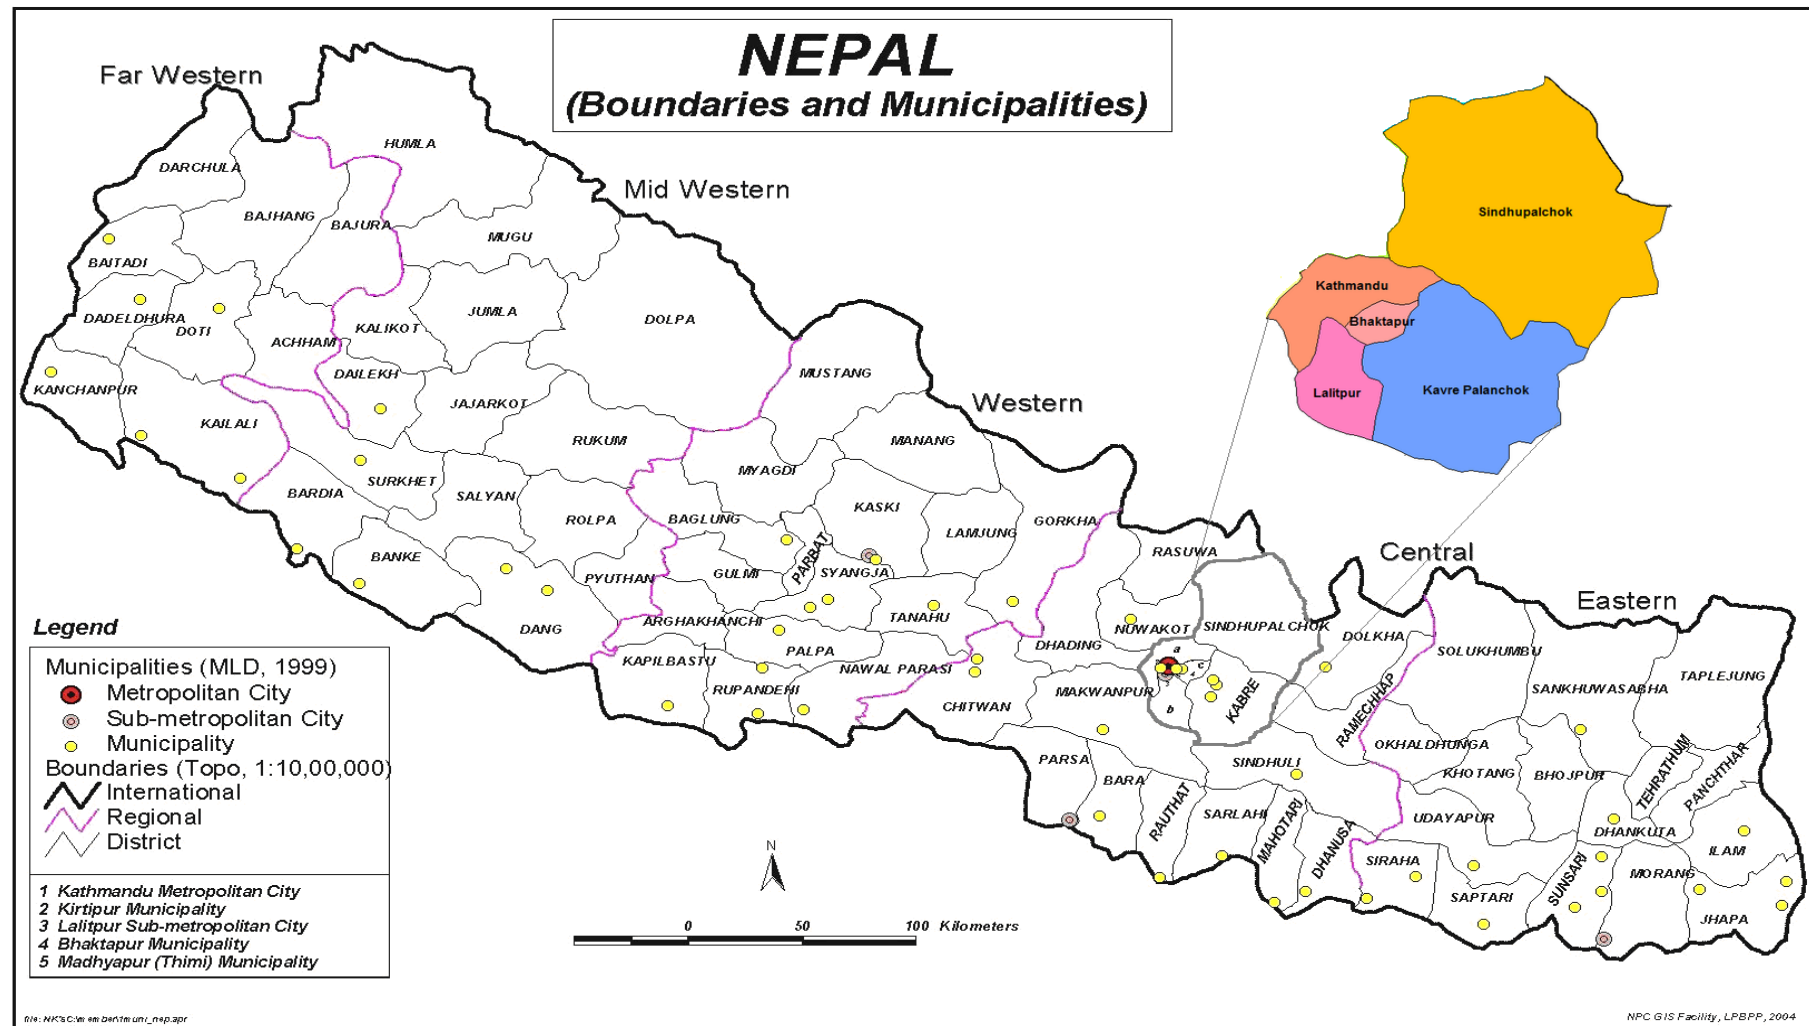 NEPAL
(Boundaries and Municipalities)
Far Western
Mid Western
Western
Central
Eastern
HUMLA
DARCHULA
BAJHANG
BAJURA
MUGU
BAITADI
DADELDHURA
DOTI
ACHHAM
KALIKOT
JUMLA
DOLPA
KANCHANPUR
KAILALI
DAILEKH
JAJARKOT
MUSTANG
RUKUM
MYAGDI
MANANG
BARDIA
SURKHET
SALYAN
ROLPA
BAGLUNG
KASKI
LAMJUNG
GORKHA
BANKE
PYUTHAN
GULMI
PARBAT
SYANGJA
RASUWA
DANG
ARGHAKHANCHI
TANAHU
NUWAKOT
SINDHUPALCHOK
DOLKHA
KAPILBASTU
PALPA
NAWAL PARASI
DHADING
RUPANDEHI
CHITWAN
MAKWANPUR
KABRE
RAMECHHAP
SOLUKHUMBU
SANKHUWASABHA
TAPLEJUNG
a
c
4
b
OKHALDHUNGA
KHOTANG
BHOJPUR
TEHRATHUM
PANCHTHAR
PARSA
BARA
RAUTHAT
SARLAHI
SINDHULI
MAHOTARI
DHANUSA
UDAYAPUR
SIRAHA
SAPTARI
SUNSARI
DHANKUTA
MORANG
ILAM
JHAPA
Sindhupalchok
Kathmandu
Bhaktapur
Lalitpur
Kavre Palanchok
Legend
Municipalities (MLD, 1999)
Metropolitan City
Sub-metropolitan City
Municipality
Boundaries (Topo, 1:10,00,000)
International
Regional
District
1 Kathmandu Metropolitan City
2 Kirtipur Municipality
3 Lalitpur Sub-metropolitan City
4 Bhaktapur Municipality
5 Madhyapur (Thimi) Municipality
N
0 50 100 Kilometers
NPC GIS Facility, LPBPP, 2004